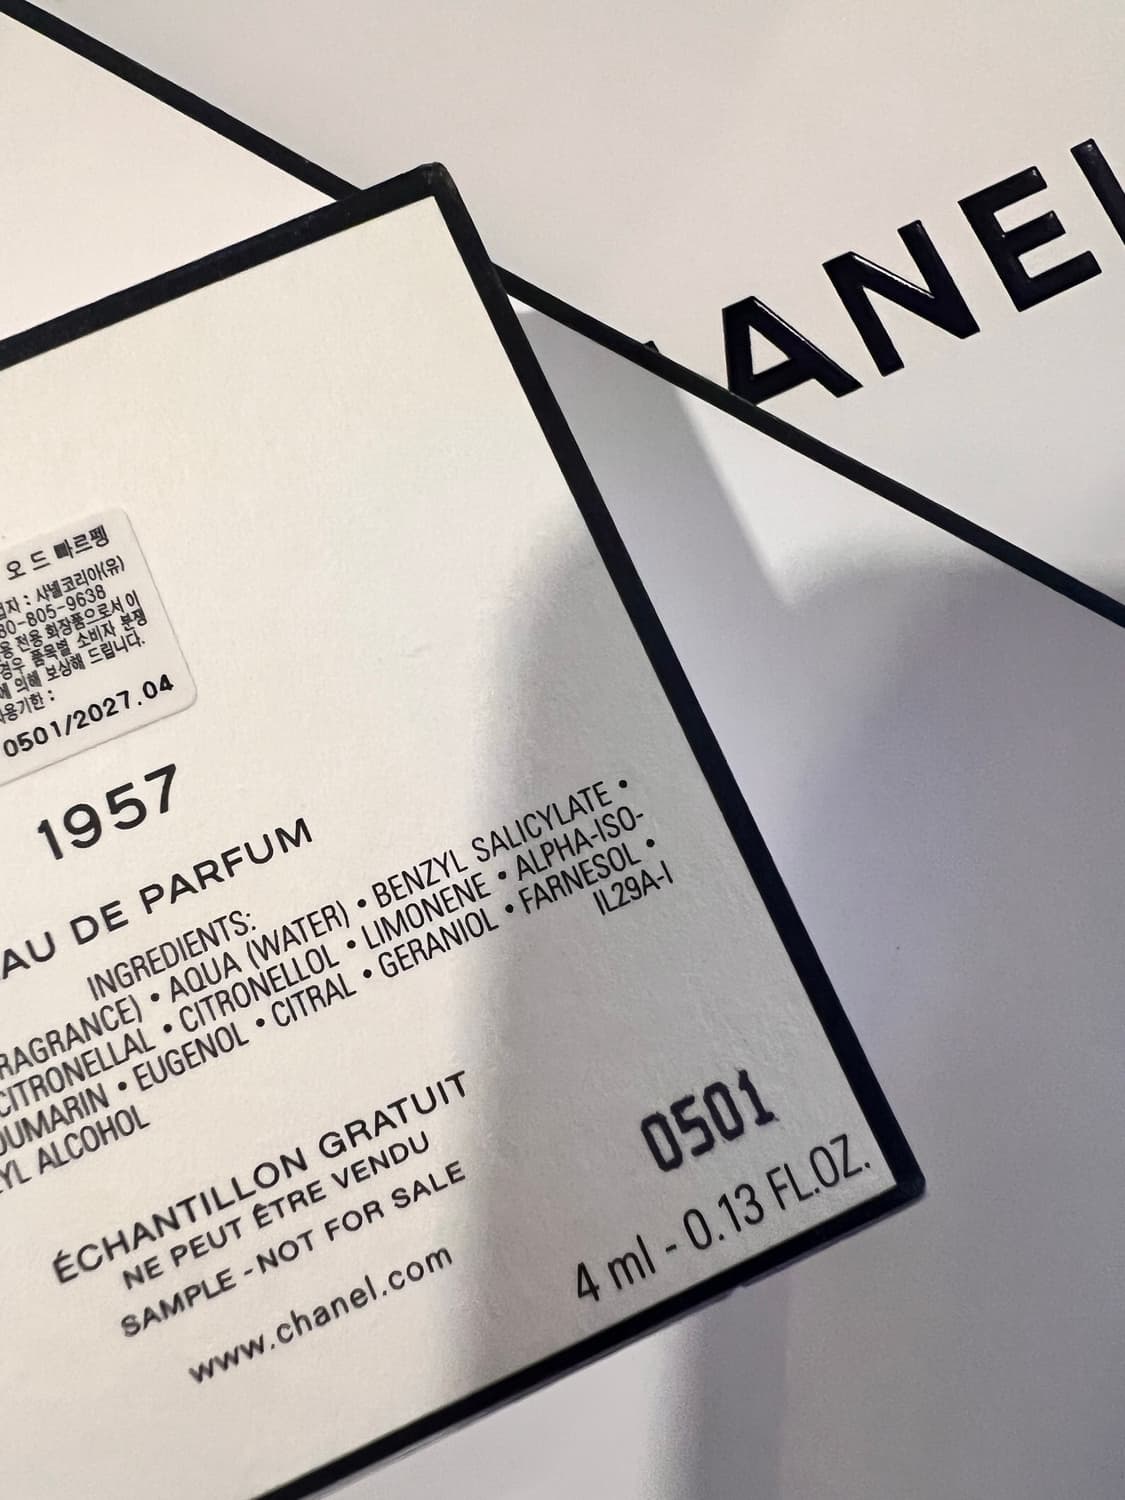 ANEL
오 드 빠르펭
업자 : 샤넬코리아(유)
80-805-9638
용 전용 화장품으로서 이
경우 품목별 소비자 분쟁
에 의해 보상해 드립니다.
사용기한 :
0501/2027.04
1957
AU DE PARFUM
INGREDIENTS:
RAGRANCE) • AQUA (WATER) • BENZYL SALICYLATE •
CITRONELLAL • CITRONELLOL • LIMONENE • ALPHA-ISO-
OUMARIN • EUGENOL • CITRAL • GERANIOL • FARNESOL •
YL ALCOHOL
IL29A-I
ÉCHANTILLON GRATUIT
NE PEUT ÊTRE VENDU
SAMPLE - NOT FOR SALE
www.chanel.com
0501
4 ml - 0.13 FL.OZ.